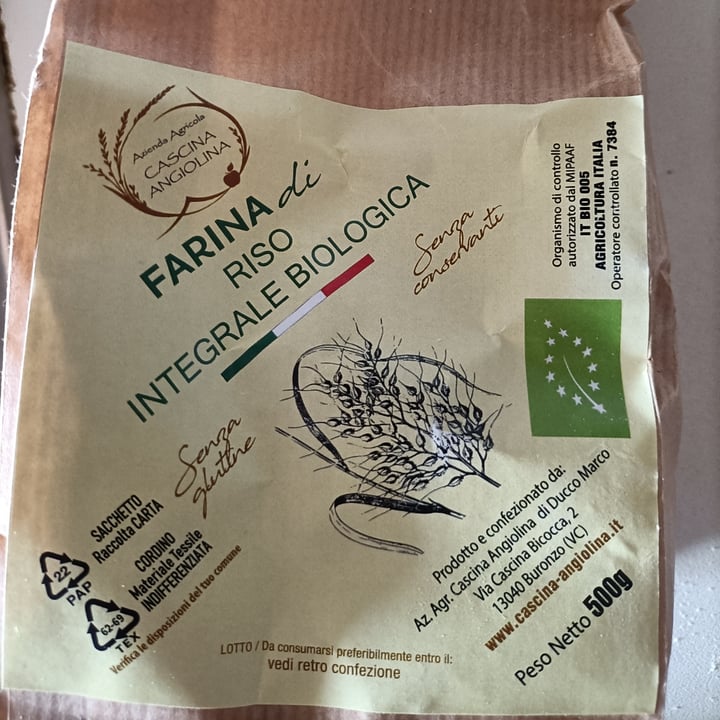 Azienda Agricola
CASCINA
ANGIOLINA
FARINA di
RISO
INTEGRALE BIOLOGICA
Senza
conservante
Senza
glutine
Organismo di controllo
autorizzato dal MIPAAF
IT BIO 005
AGRICOLTURA ITALIA
Operatore controllato n. 7384
SACCHETTO
Raccolta CARTA
CORDINO
Materiale Tessile
INDIFFERENZIATA
22
PAP
62-69
TEX
Verifica le disposizioni del tuo comune
LOTTO / Da consumarsi preferibilmente entro il:
vedi retro confezione
Prodotto e confezionato da:
Az. Agr. Cascina Angiolina di Ducco Marco
Via Cascina Bicocca, 2
13040 Buronzo (VC)
www.cascina-angiolina.it
Peso Netto 500g